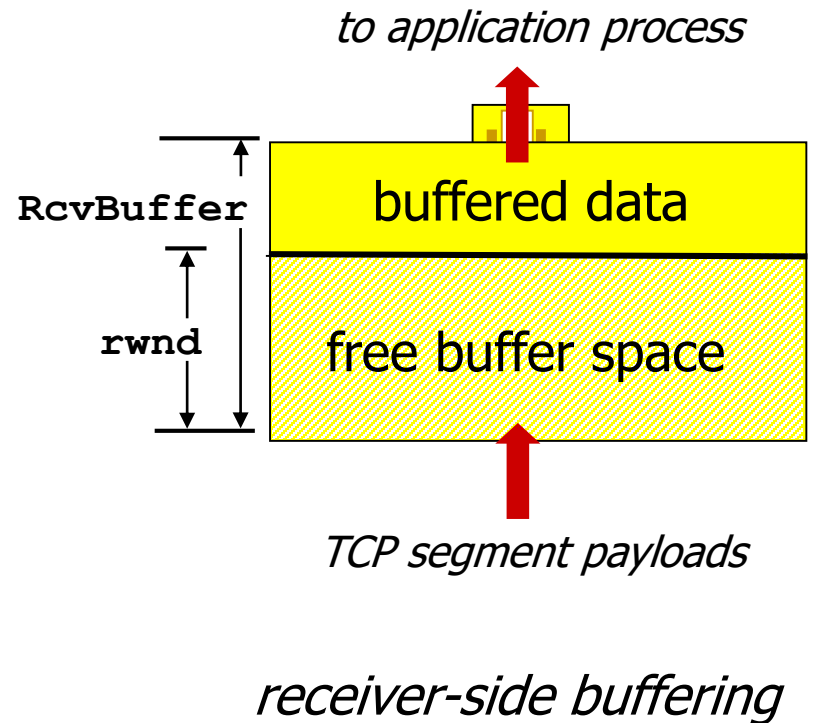 to application process
RcvBuffer
buffered data
rwnd
free buffer space
TCP segment payloads
receiver-side buffering